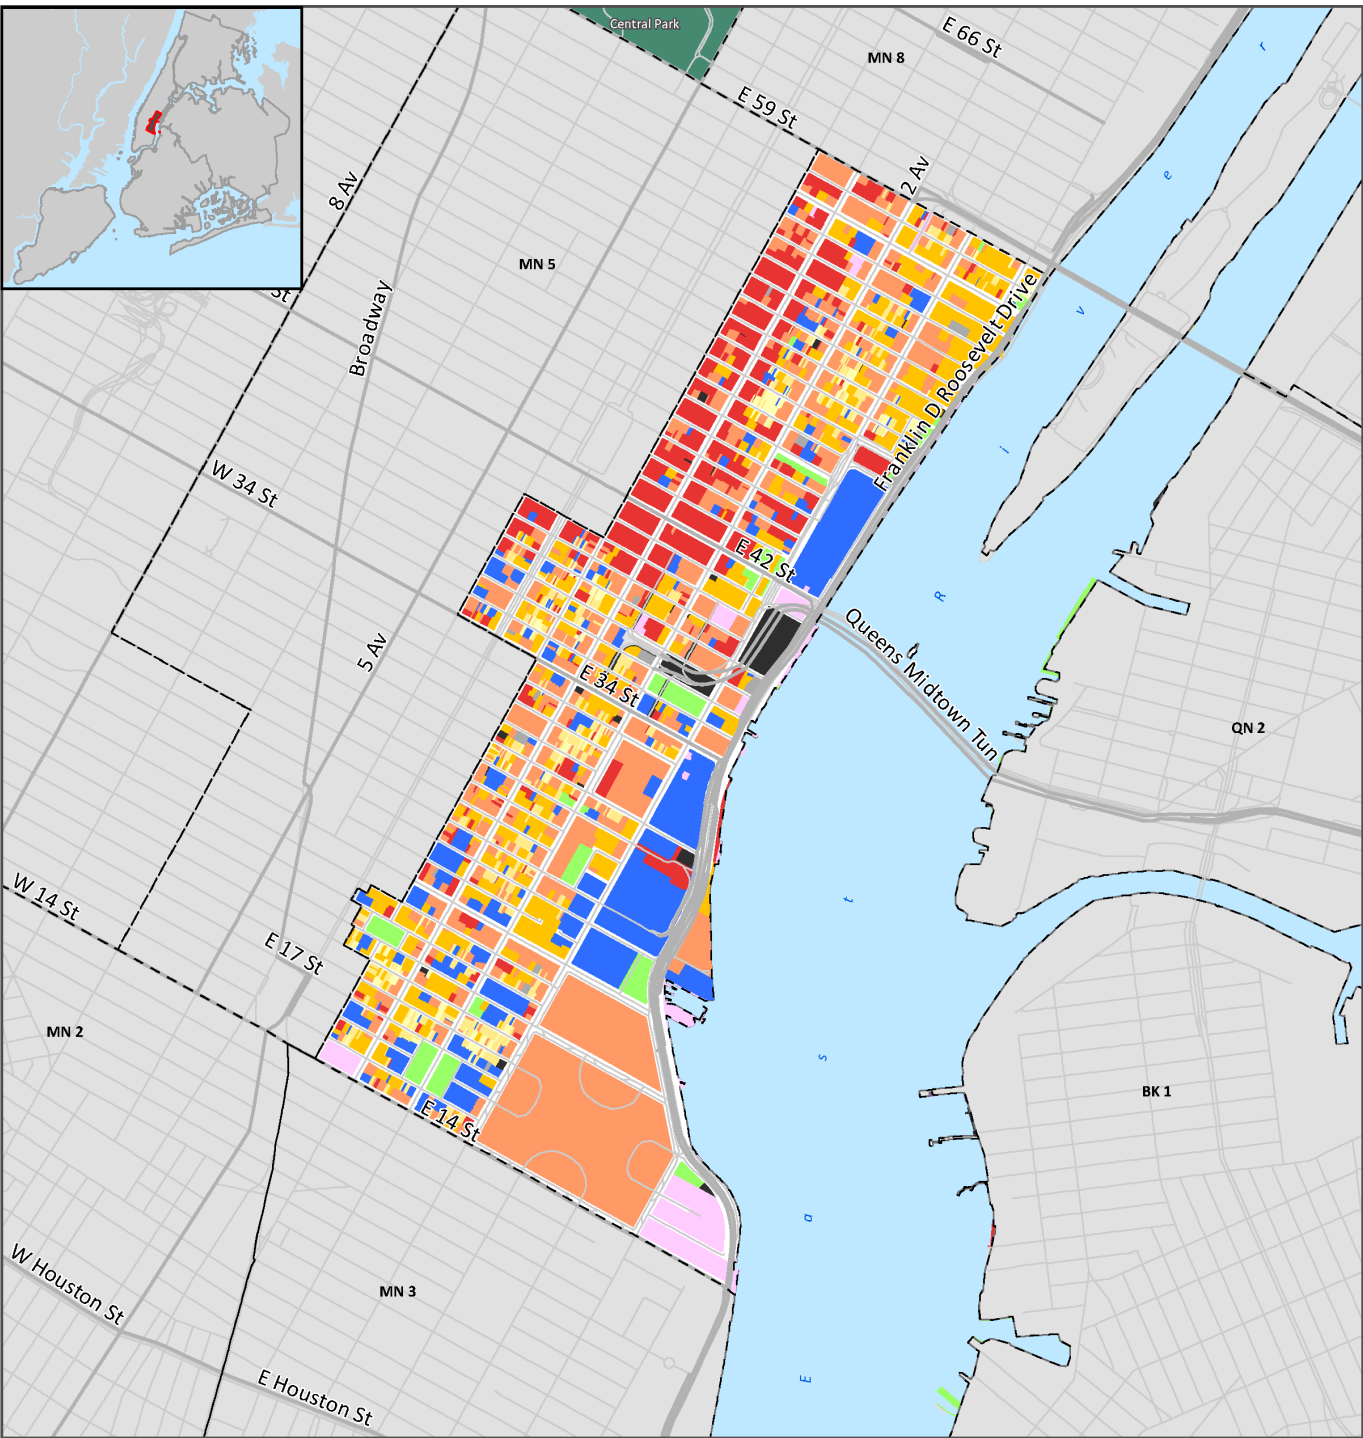 Central Park
MN 8
E 66 St
r
E 59 St
e
2 Av
8 Av
MN 5
St
v
Broadway
Franklin D Roosevelt Drive
i
W 34 St
E 42 St
R
Queens Midtown Tun
5 Av
E 34 St
QN 2
W 14 St
t
E 17 St
MN 2
s
BK 1
E 14 St
a
W Houston St
MN 3
E
E Houston St